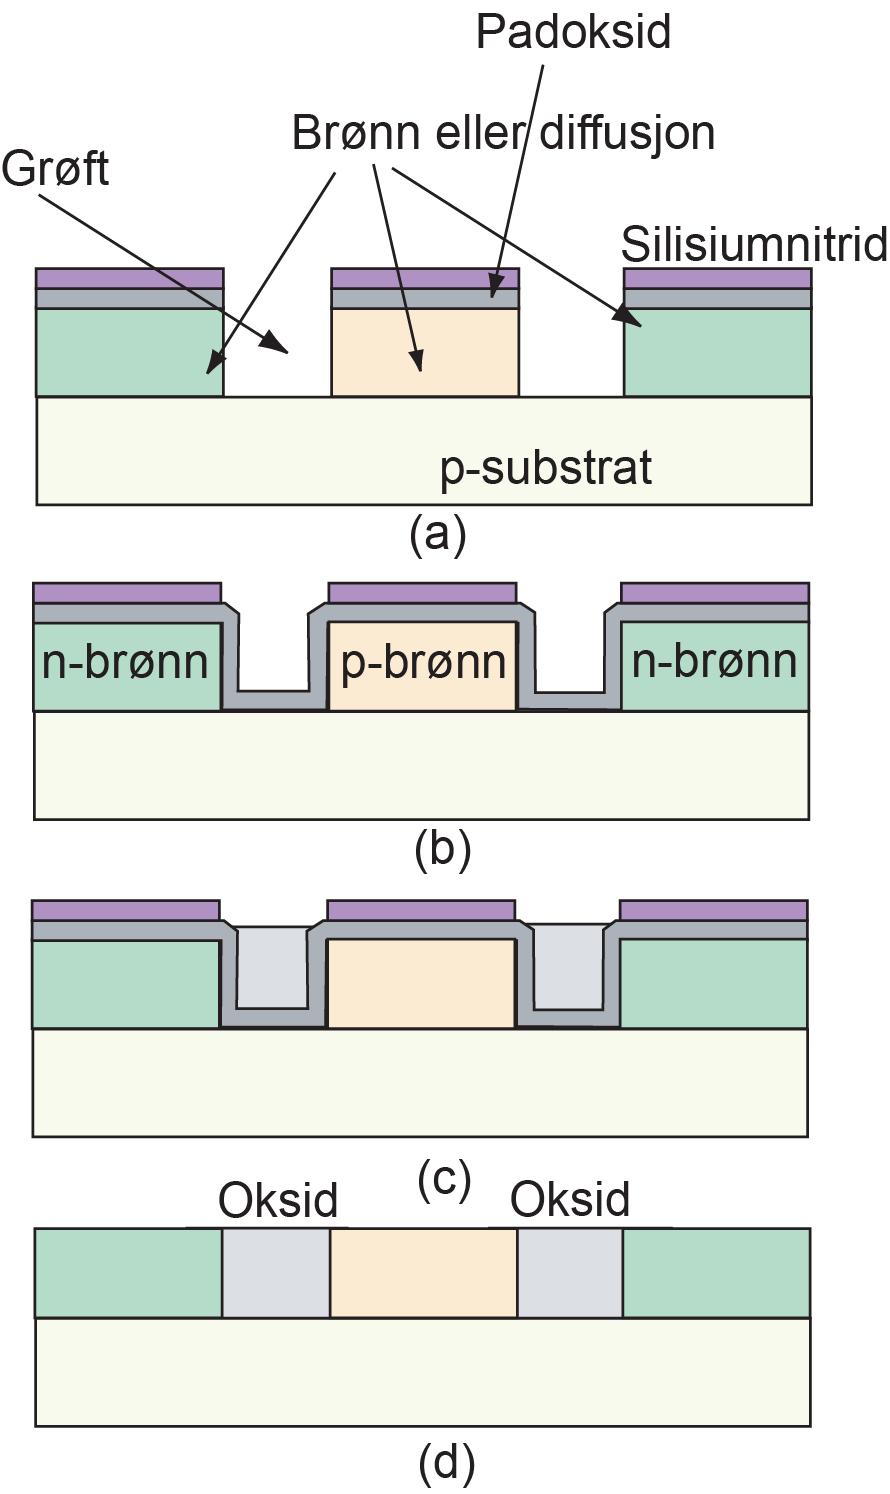 Padoksid
Brønn eller diffusjon
Grøft
Silisiumnitrid
p-substrat
(a)
n-brønn p-brønn n-brønn
(b)
(c)
Oksid Oksid
(d)